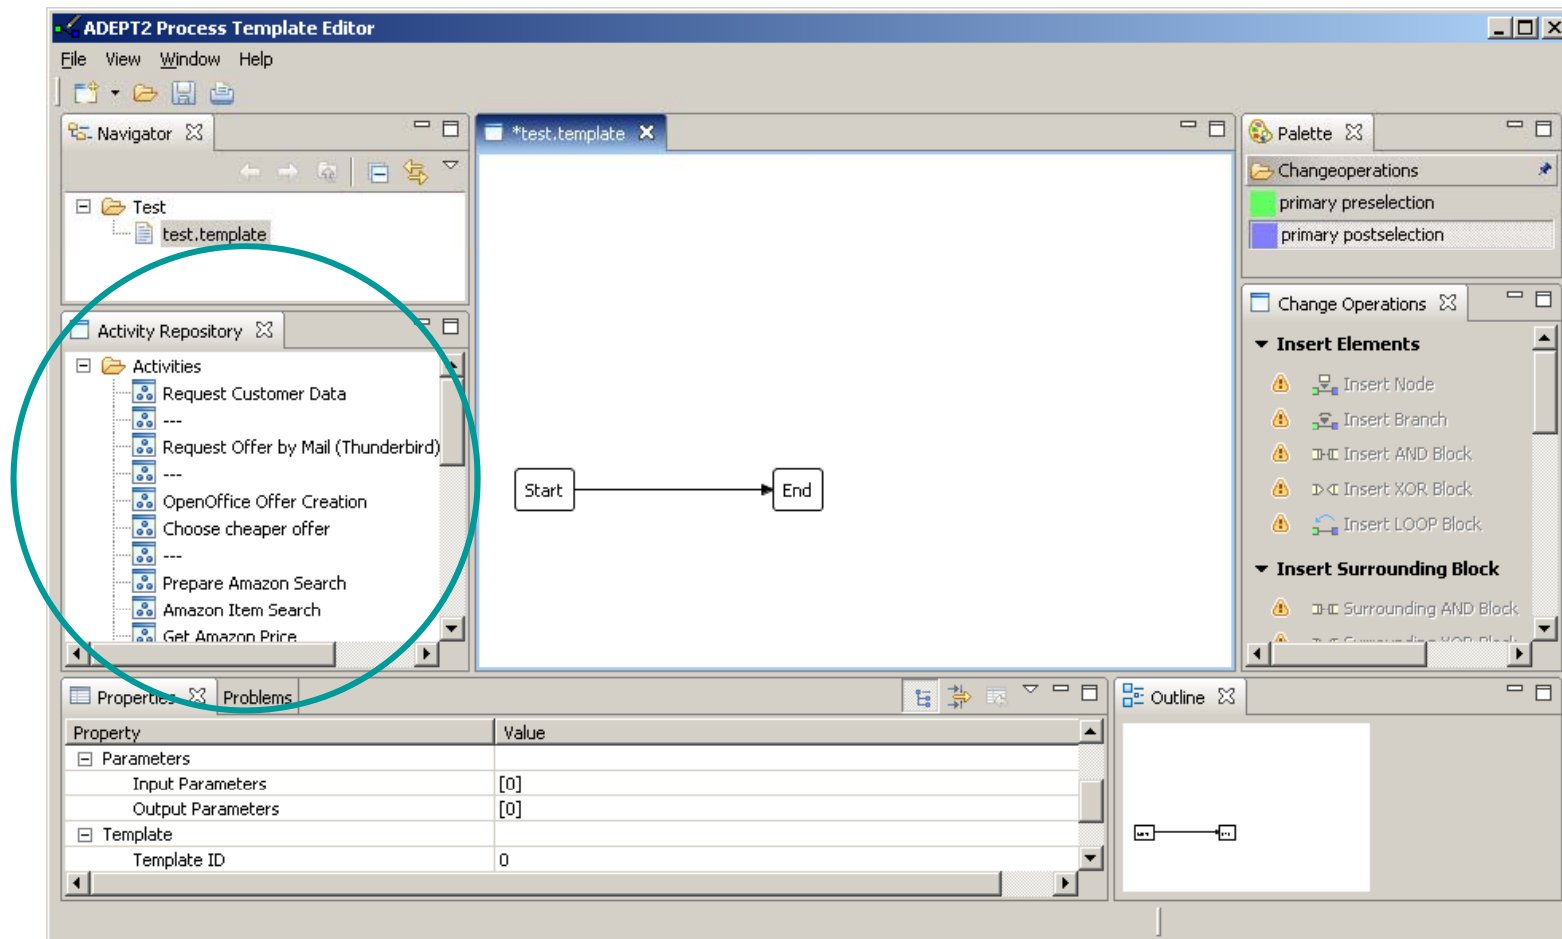 ADEPT2 Process Template Editor
File View Window Help
Navigator
Test
test.template
Activity Repository
Activities
Request Customer Data
---
Request Offer by Mail (Thunderbird)
---
OpenOffice Offer Creation
Choose cheaper offer
---
Prepare Amazon Search
Amazon Item Search
Get Amazon Price
*test.template
Start
End
Palette
Changeoperations
primary preselection
primary postselection
Change Operations
Insert Elements
Insert Node
Insert Branch
Insert AND Block
Insert XOR Block
Insert LOOP Block
Insert Surrounding Block
Surrounding AND Block
Surrounding XOR Block
Properties Problems
Property Value
Parameters
Input Parameters [0]
Output Parameters [0]
Template
Template ID 0
Outline